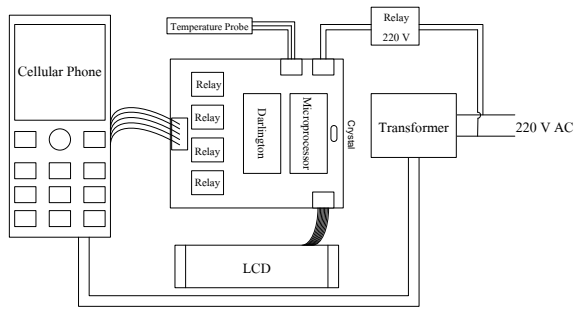 Temperature Probe
Relay
220 V
Cellular Phone
Relay
Relay
Relay
Relay
Darlington
Microprocessor
Crystal
Transformer
220 V AC
LCD